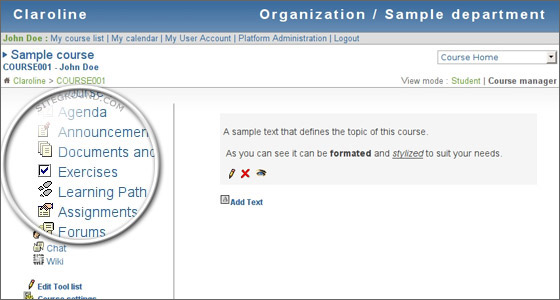 Claroline
Organization / Sample department
John Doe : My course list | My calendar | My User Account | Platform Administration | Logout
Sample course
COURSE001 - John Doe
Course Home
Claroline > COURSE001
View mode : Student | Course manager
SITEGROUND.COM
Agenda
Announcemen
Documents and
Exercises
Learning Path
Assignments
Forums
Chat
Wiki
Edit Tool list
Course settings
A sample text that defines the topic of this course.
As you can see it can be formated and stylized to suit your needs.
Add Text